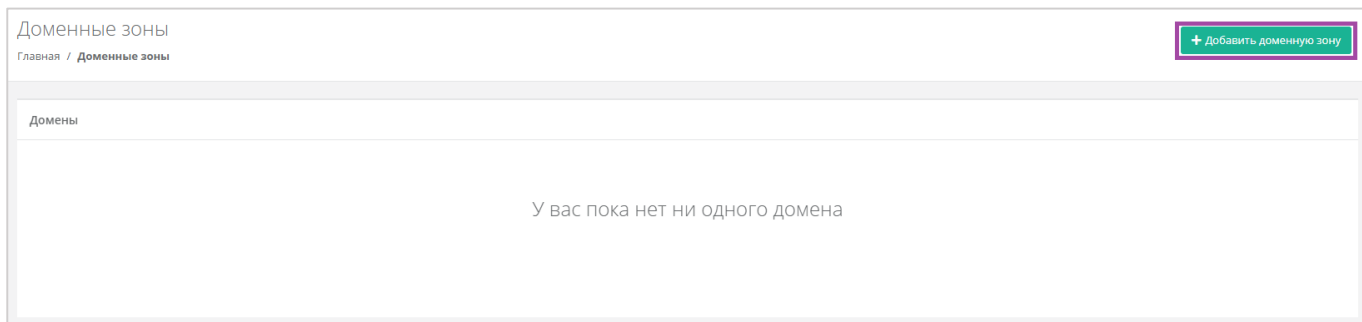 Доменные зоны
+ Добавить доменную зону
Главная / Доменные зоны
Домены
У вас пока нет ни одного домена